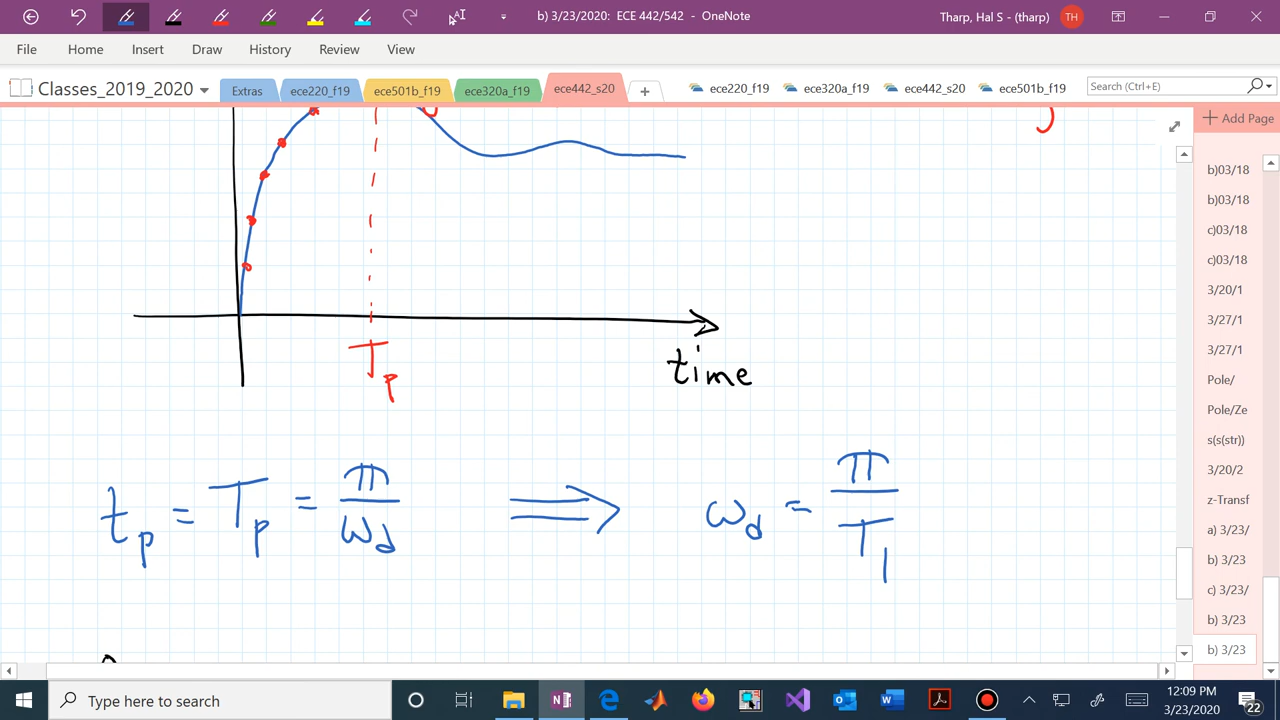 b) 3/23/2020: ECE 442/542 - OneNote
Tharp, Hal S - (tharp) TH
File Home Insert Draw History Review View
Classes_2019_2020 Extras ece220_f19 ece501b_f19 ece320a_f19 ece442_s20 ece220_f19 ece320a_f19 ece442_s20 ece501b_f19 Search (Ctrl+E)
Add Page
b)03/18
b)03/18
c)03/18
c)03/18
3/20/1
3/27/1
3/27/1
Pole/
Pole/Ze
s(s(str))
3/20/2
z-Transf
a) 3/23/
b) 3/23
c) 3/23/
b) 3/23
b) 3/23
T_p
time
t_p = T_p = π/ω_d ⟹ ω_d = π/T_l
Type here to search
12:09 PM
3/23/2020
22